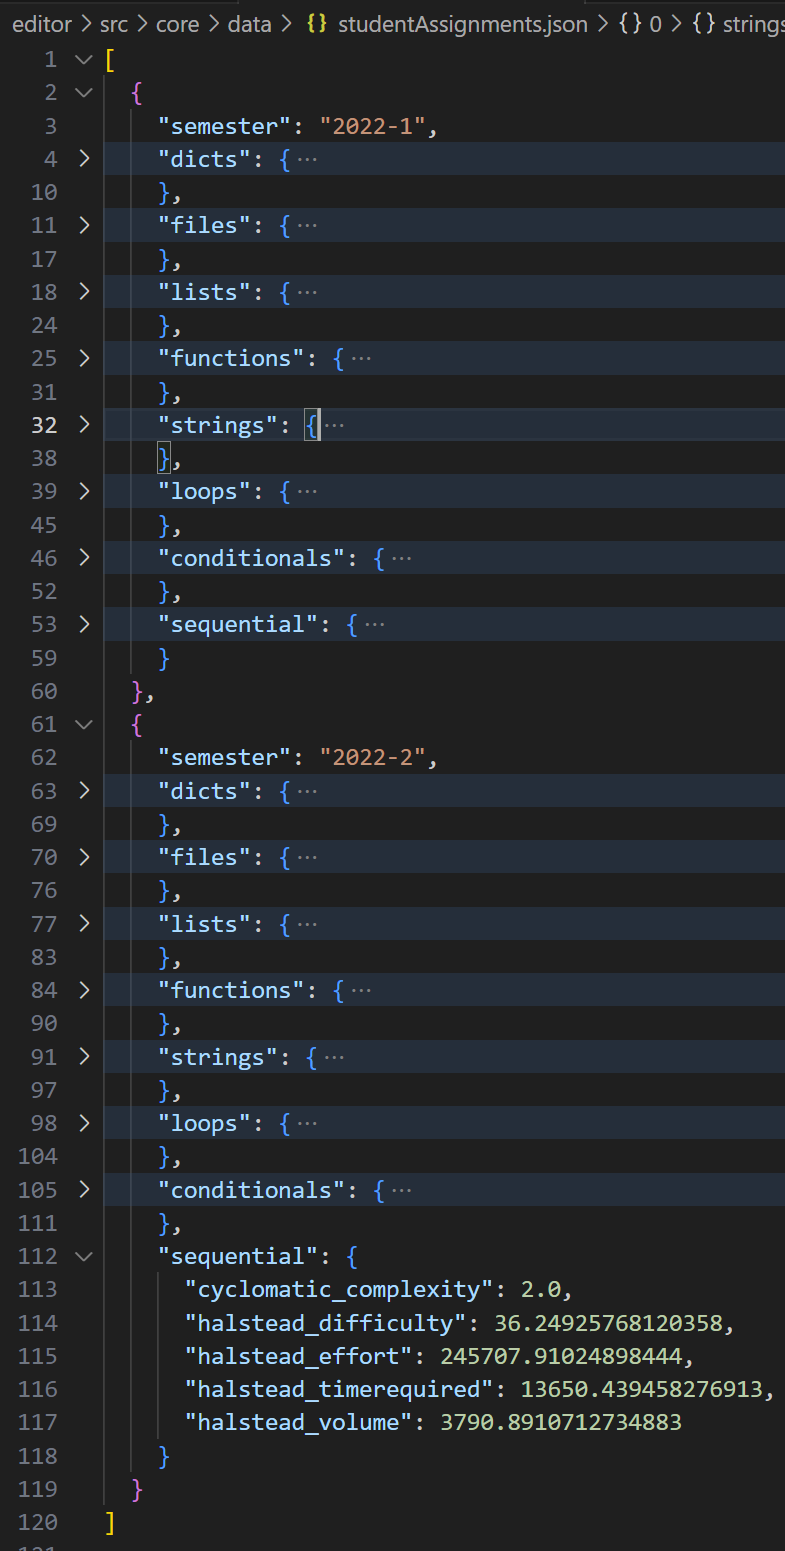 editor > src > core > data > {} studentAssignments.json > {} 0 > {} strings
1 [
2 {
3 "semester": "2022-1",
4 "dicts": {···
10 },
11 "files": {···
17 },
18 "lists": {···
24 },
25 "functions": {···
31 },
32 "strings": {···
38 },
39 "loops": {···
45 },
46 "conditionals": {···
52 },
53 "sequential": {···
59 }
60 },
61 {
62 "semester": "2022-2",
63 "dicts": {···
69 },
70 "files": {···
76 },
77 "lists": {···
83 },
84 "functions": {···
90 },
91 "strings": {···
97 },
98 "loops": {···
104 },
105 "conditionals": {···
111 },
112 "sequential": {
113 "cyclomatic_complexity": 2.0,
114 "halstead_difficulty": 36.24925768120358,
115 "halstead_effort": 245707.91024898444,
116 "halstead_timerequired": 13650.439458276913,
117 "halstead_volume": 3790.8910712734883
118 }
119 }
120 ]